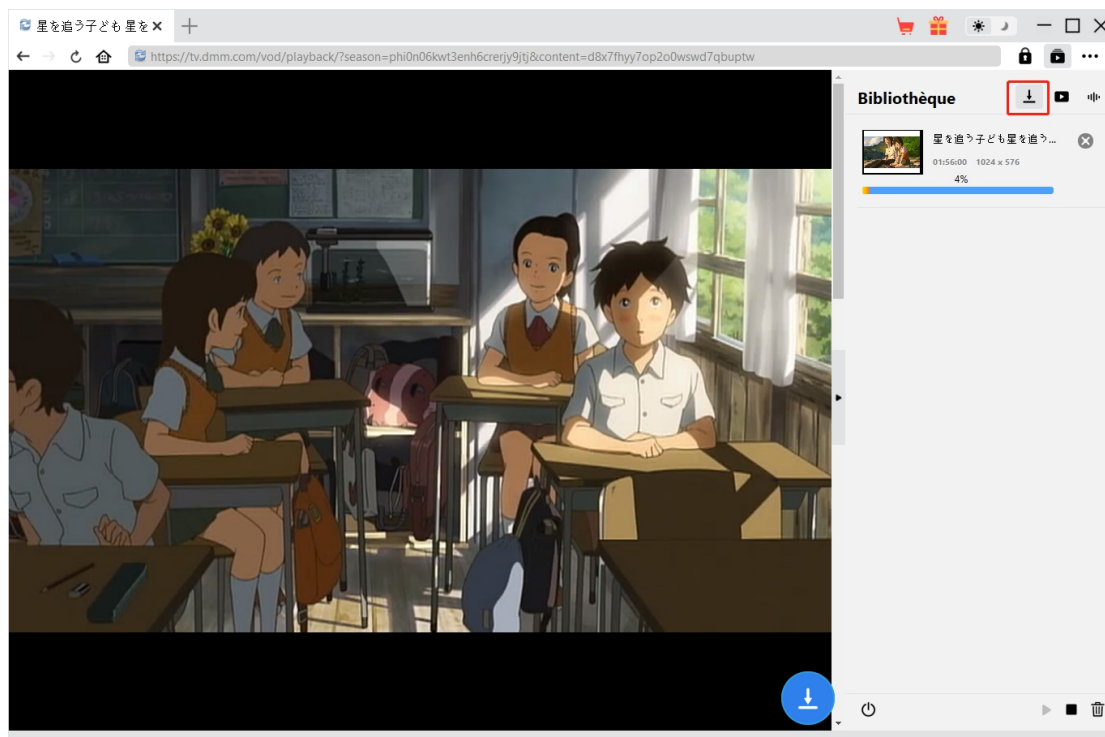 星を追う子ども 星を
https://tv.dmm.com/vod/playback/?season=phi0n06kwt3enh6crerjy9jtj&content=d8x7fhyy7op2o0wswd7qbuptw
Bibliothèque
星を追う子ども星を追う...
01:56:00 1024 x 576
4%